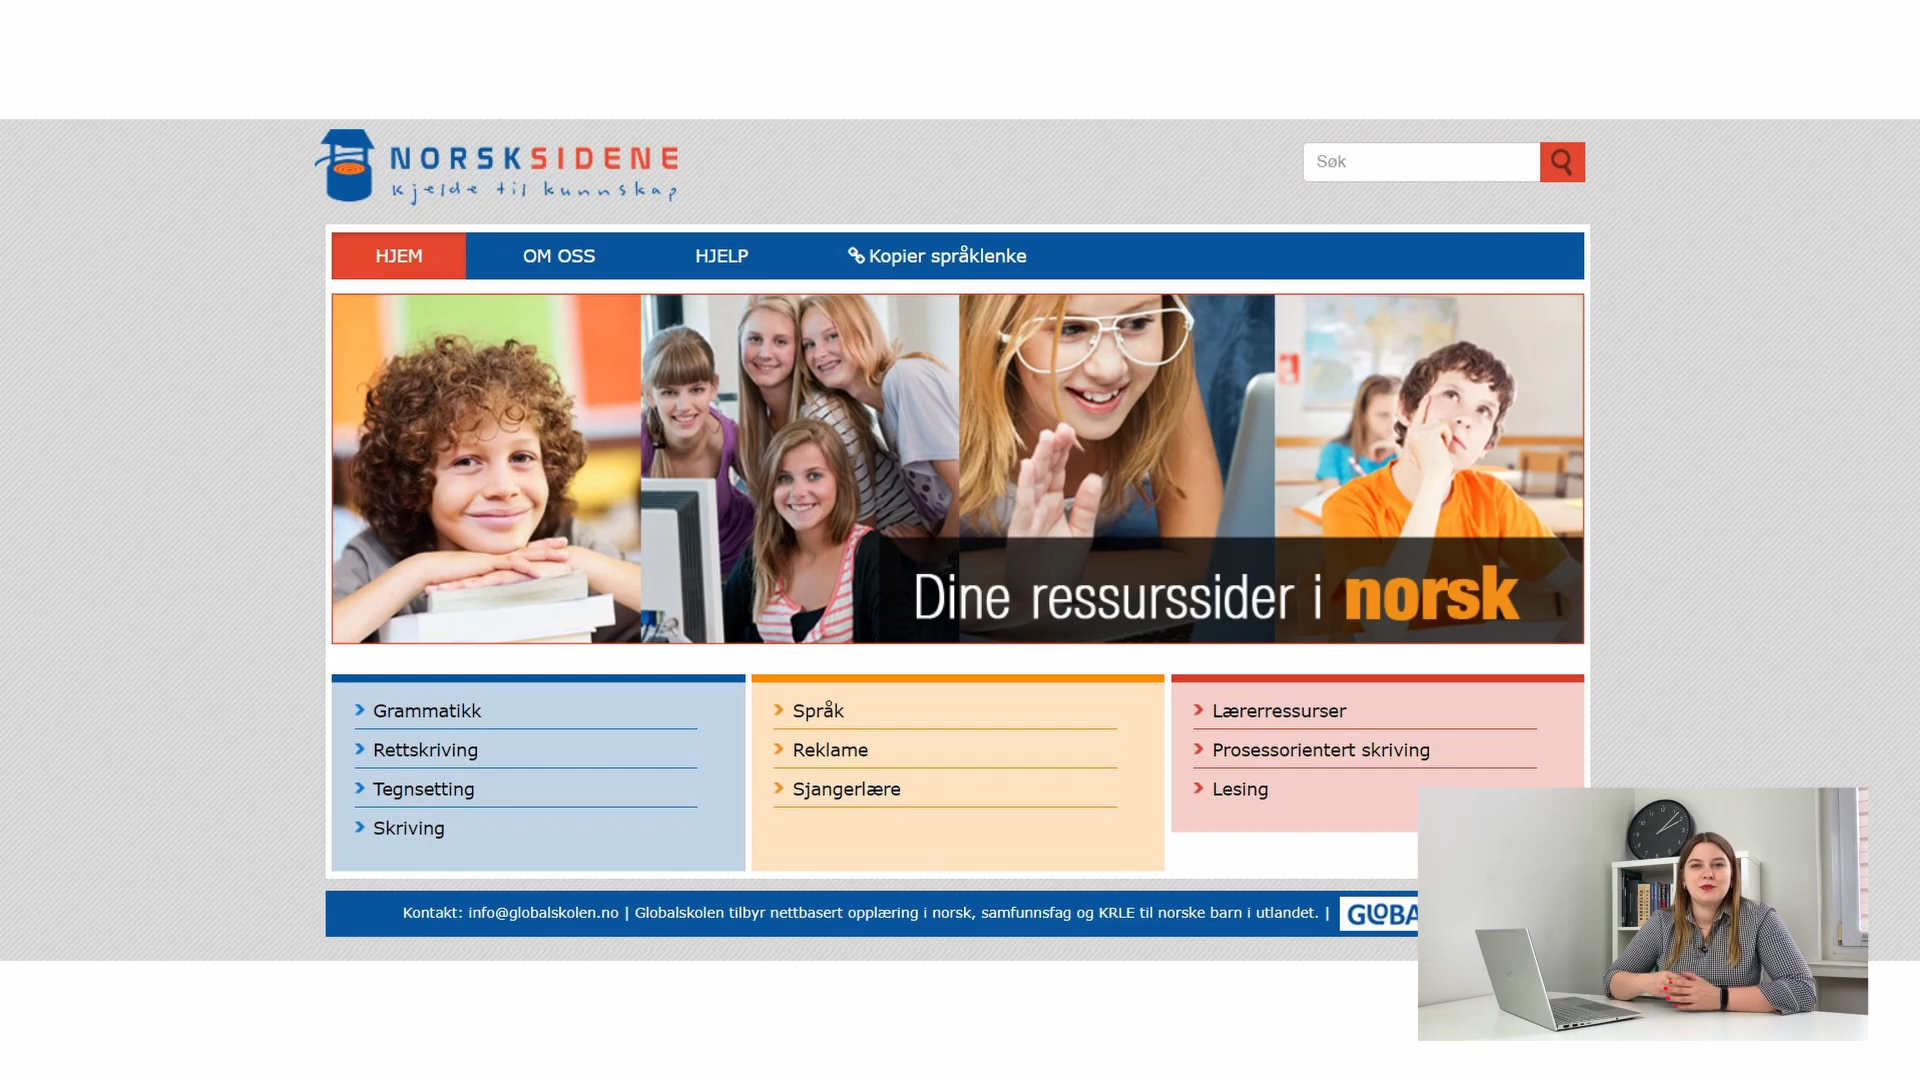 NORSKSIDENE
kjelde til kunnskap
Søk
HJEM
OM OSS
HJELP
Kopier språklenke
Dine ressurssider i norsk
Grammatikk
Rettskriving
Tegnsetting
Skriving
Språk
Reklame
Sjangerlære
Lærerressurser
Prosessorientert skriving
Lesing
Kontakt: info@globalskolen.no | Globalskolen tilbyr nettbasert opplæring i norsk, samfunnsfag og KRLE til norske barn i utlandet. |
GLOBA